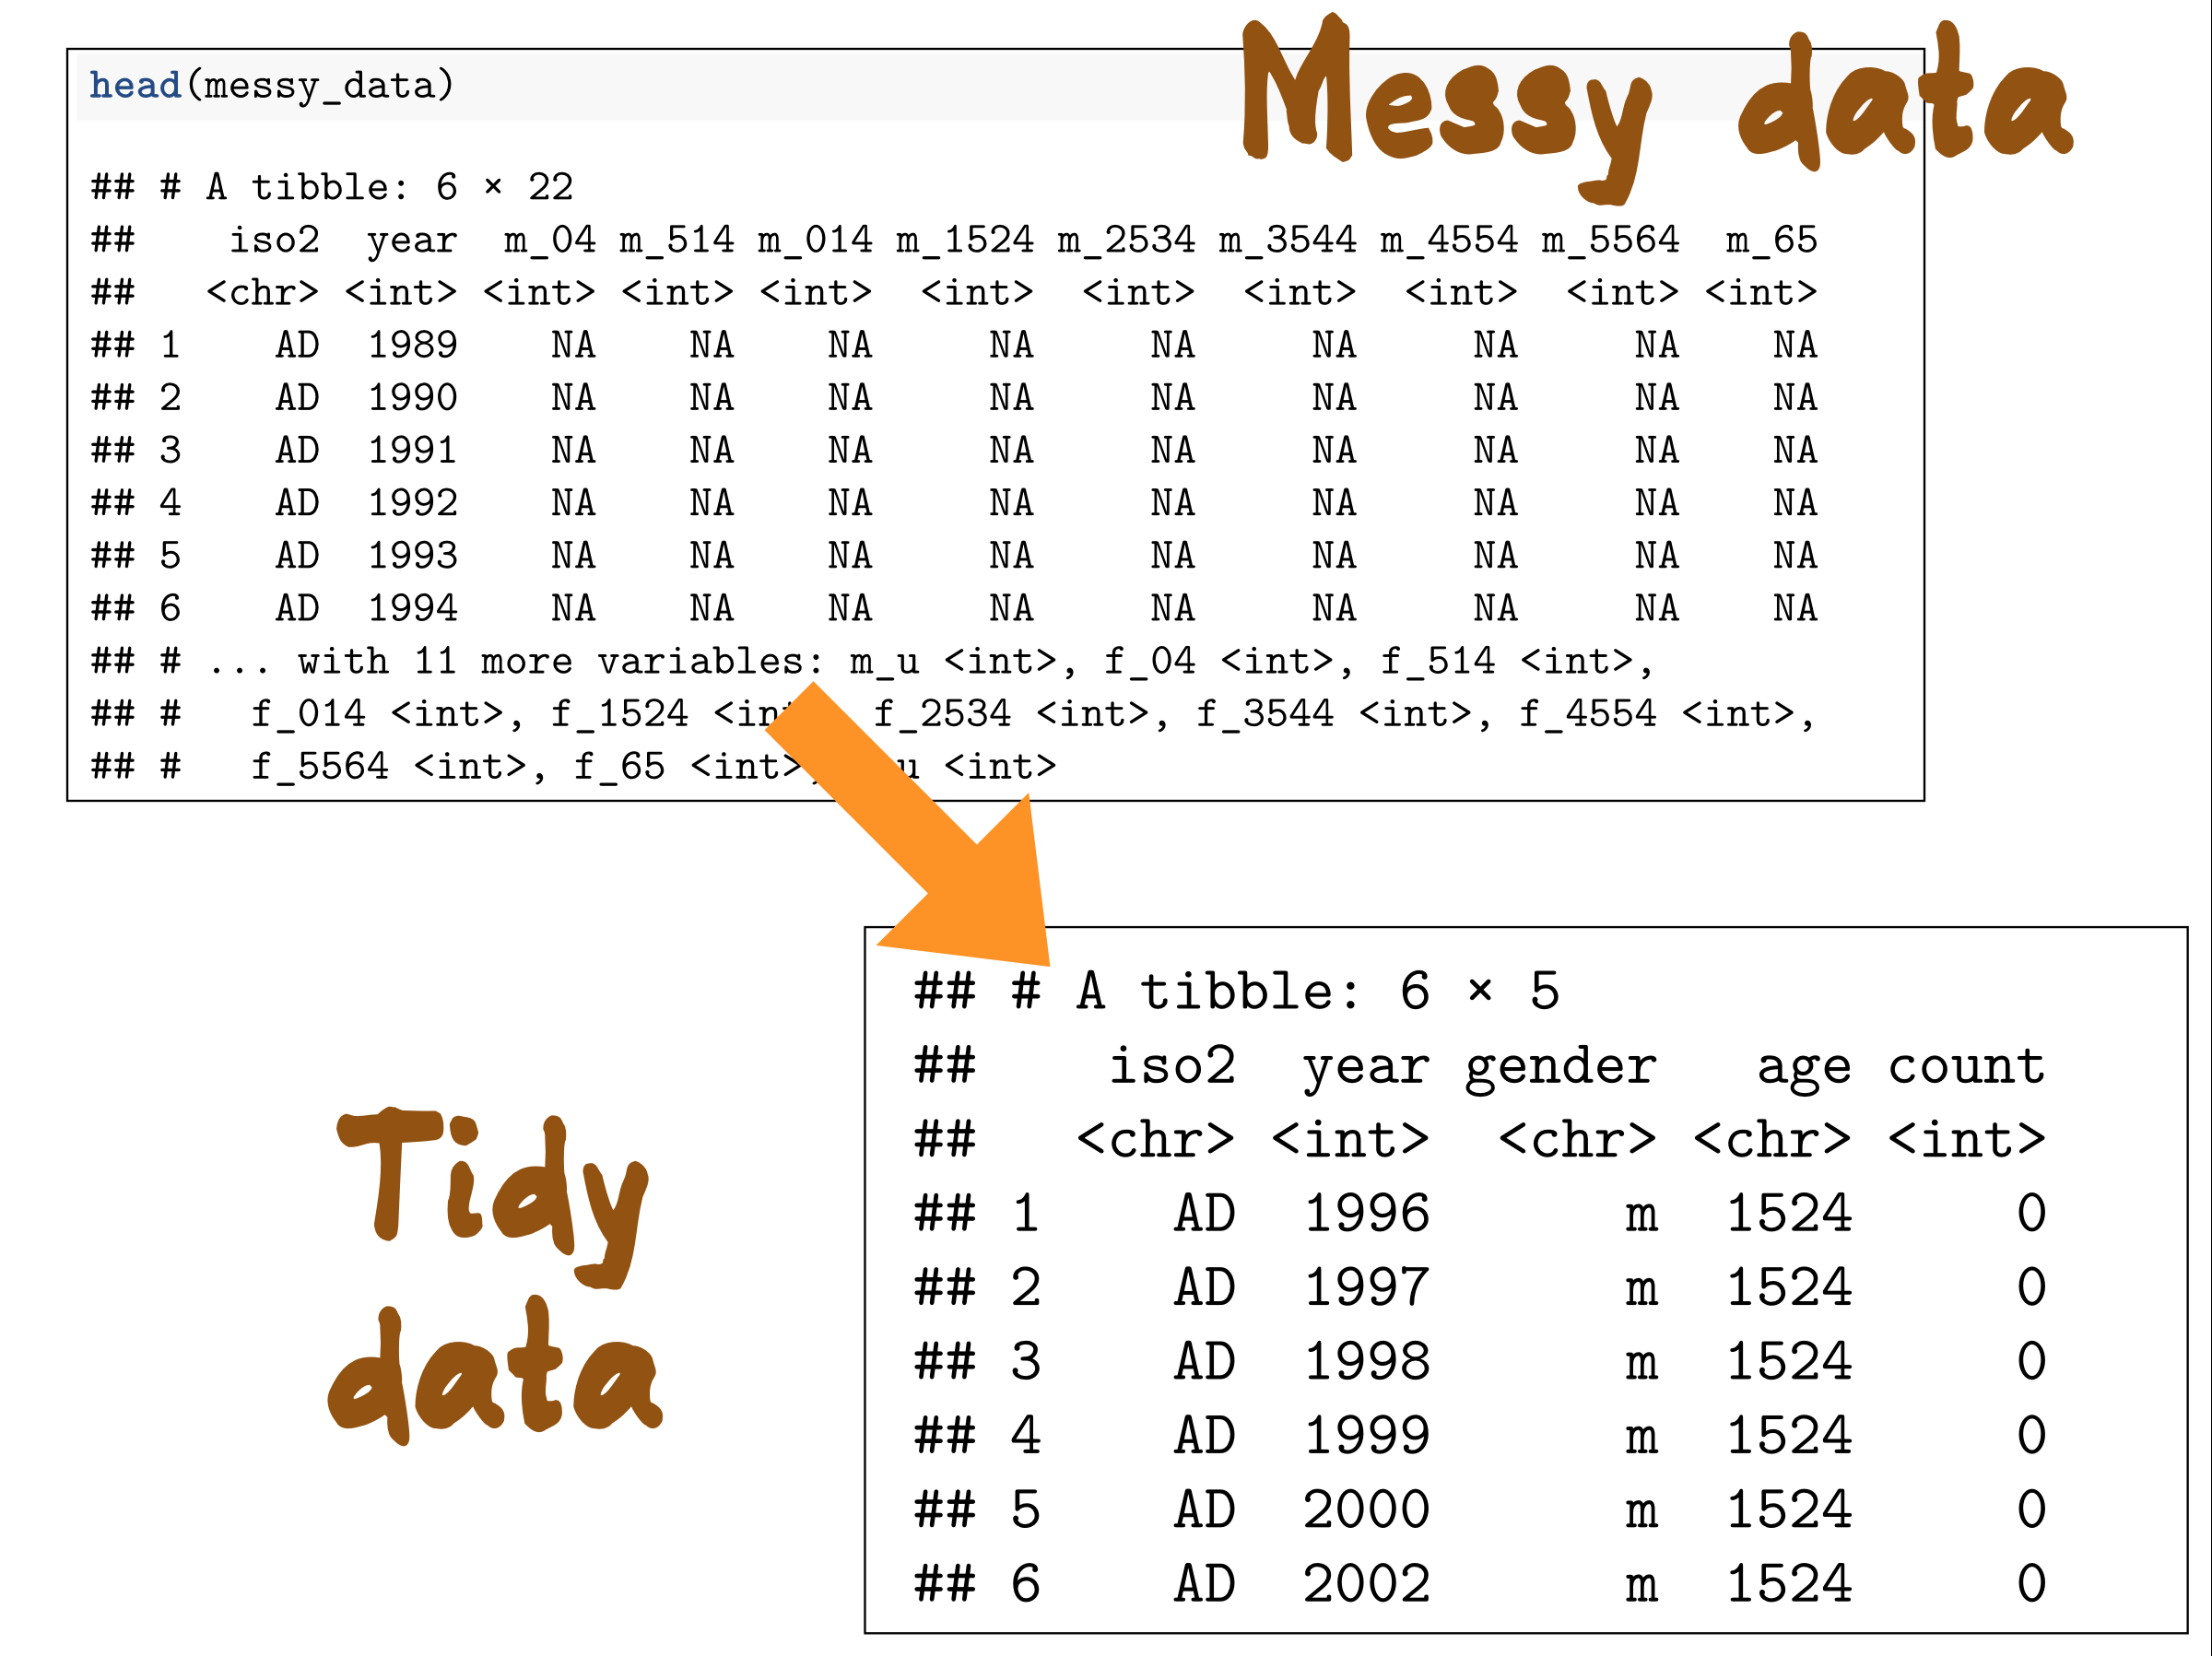 Messy data
head(messy_data)
## # A tibble: 6 × 22
## iso2 year m_04 m_514 m_014 m_1524 m_2534 m_3544 m_4554 m_5564 m_65
## <chr> <int> <int> <int> <int> <int> <int> <int> <int> <int> <int>
## 1 AD 1989 NA NA NA NA NA NA NA NA NA
## 2 AD 1990 NA NA NA NA NA NA NA NA NA
## 3 AD 1991 NA NA NA NA NA NA NA NA NA
## 4 AD 1992 NA NA NA NA NA NA NA NA NA
## 5 AD 1993 NA NA NA NA NA NA NA NA NA
## 6 AD 1994 NA NA NA NA NA NA NA NA NA
## # ... with 11 more variables: m_u <int>, f_04 <int>, f_514 <int>,
## # f_014 <int>, f_1524 f_2534 <int>, f_3544 <int>, f_4554 <int>,
## # f_5564 <int>, f_65 <int>, <int>
Tidy
data
## # A tibble: 6 × 5
## iso2 year gender age count
## <chr> <int> <chr> <chr> <int>
## 1 AD 1996 m 1524 0
## 2 AD 1997 m 1524 0
## 3 AD 1998 m 1524 0
## 4 AD 1999 m 1524 0
## 5 AD 2000 m 1524 0
## 6 AD 2002 m 1524 0